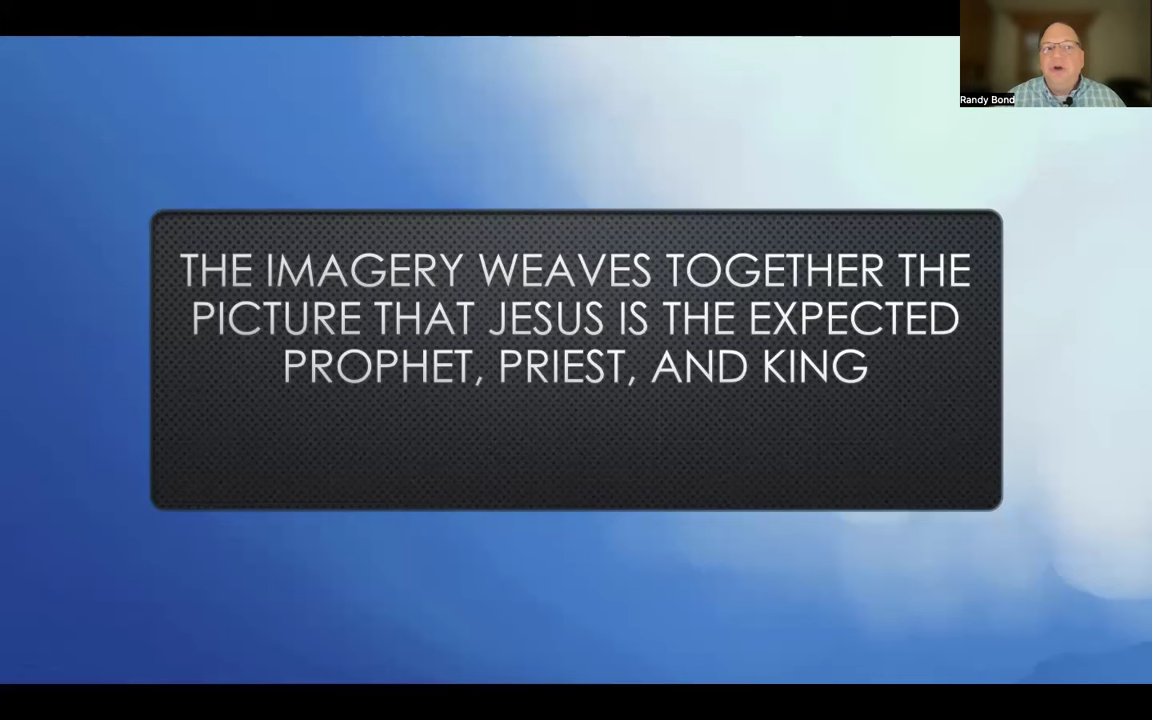 Randy Bond
THE IMAGERY WEAVES TOGETHER THE
PICTURE THAT JESUS IS THE EXPECTED
PROPHET, PRIEST, AND KING